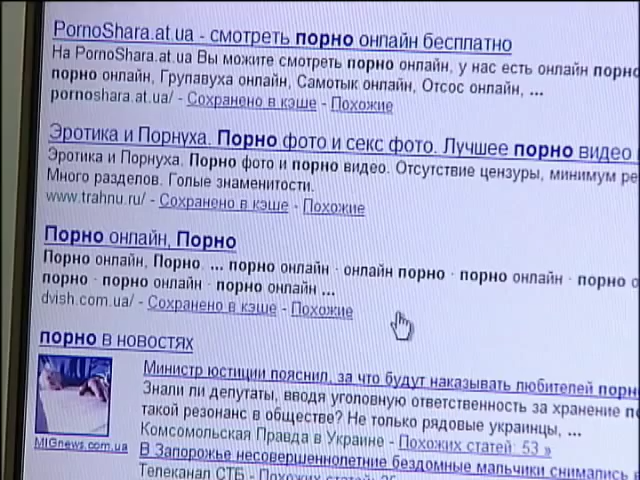 PornoShara.at.ua - смотреть порно онлайн бесплатно
На PornoShara.at.ua Вы можите смотреть порно онлайн, у нас есть онлайн порно
порно онлайн, Групавуха онлайн, Самотык онлайн, Отсос онлайн, ...
pornoshara.at.ua/ - Сохранено в кэше - Похожие
Эротика и Порнуха. Порно фото и секс фото. Лучшее порно видео
Эротика и Порнуха. Порно фото и порно видео. Отсутствие цензуры, минимум ре
Много разделов. Голые знаменитости.
www.trahnu.ru/ - Сохранено в кэше - Похожие
Порно онлайн, Порно
Порно онлайн, Порно. ... порно онлайн · онлайн порно · порно онлайн · порно о
порно · порно онлайн · порно онлайн ...
dvish.com.ua/ - Сохранено в кэше - Похожие
порно в новостях
Министр юстиции пояснил, за что будут наказывать любителей порн
Знали ли депутаты, вводя уголовную ответственность за хранение по
такой резонанс в обществе? Не только рядовые украинцы, ...
Комсомольская Правда в Украине - Похожих статей: 53 »
MIGnews.com.ua
В Запорожье несовершеннолетние бездомные мальчики снимались в
Телеканал СТБ - Похожих статей: